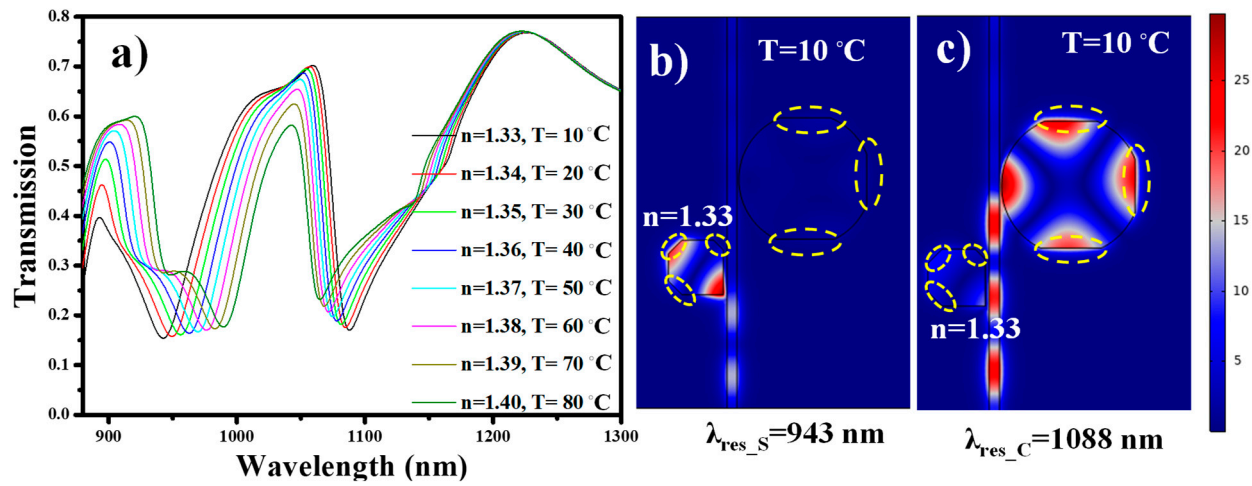 a)
Transmission
0.8
0.7
0.6
0.5
0.4
0.3
0.2
0.1
0.0
900
1000
1100
1200
1300
Wavelength (nm)
n=1.33, T= 10 °C
n=1.34, T= 20 °C
n=1.35, T= 30 °C
n=1.36, T= 40 °C
n=1.37, T= 50 °C
n=1.38, T= 60 °C
n=1.39, T= 70 °C
n=1.40, T= 80 °C
b)
T=10 °C
n=1.33
λres_S=943 nm
c)
T=10 °C
n=1.33
λres_C=1088 nm
25
20
15
10
5